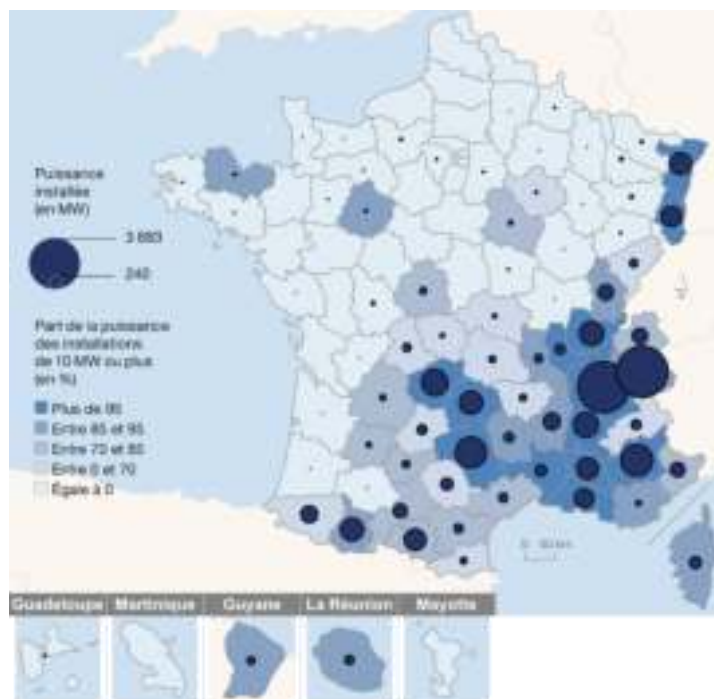 Puissance
installée
(en MW)
240
Part de la puissance
des installations
de 10 MW ou plus
(en %)
Plus de 95
Entre 85 et 95
Entre 70 et 85
Entre 0 et 70
Égale à 0
Guadeloupe
Martinique
Guyane
La Réunion
Mayotte